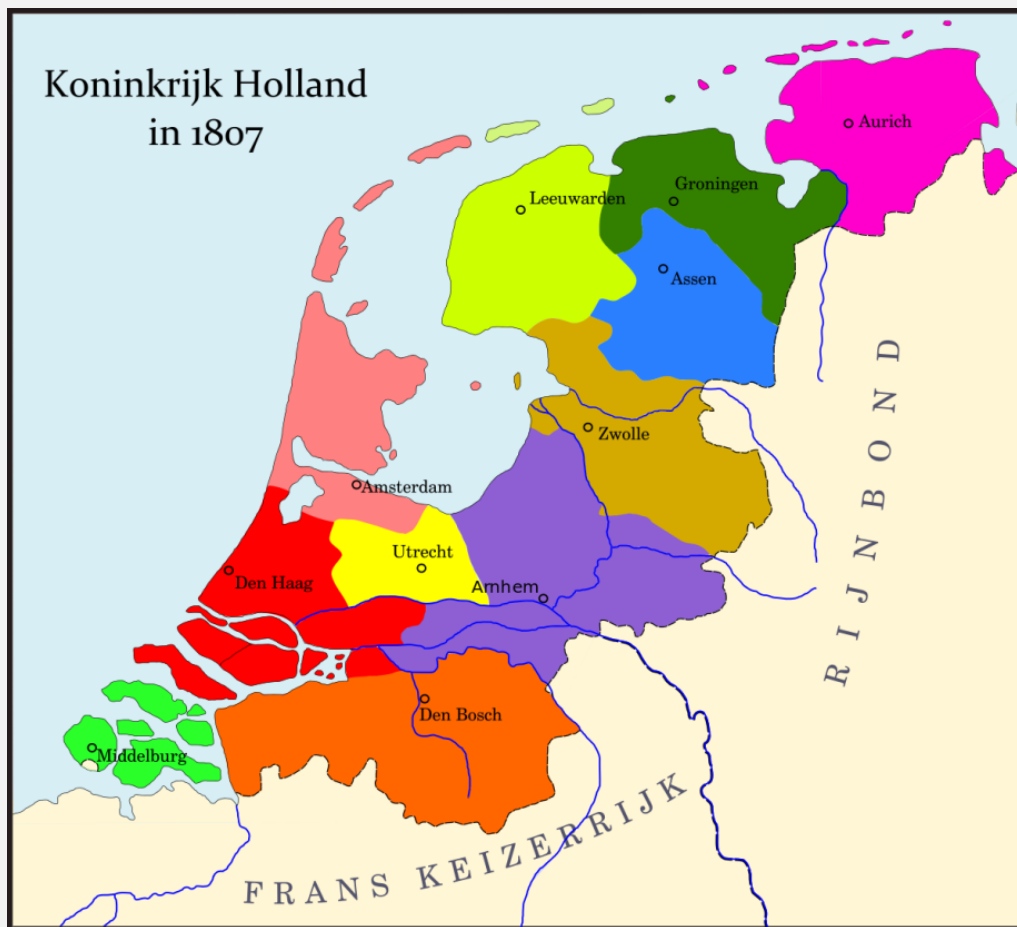 Koninkrijk Holland
in 1807
Aurich
Leeuwarden
Groningen
Assen
Zwolle
Amsterdam
Utrecht
Den Haag
Arnhem
Den Bosch
Middelburg
RIJNBOND
FRANS KEIZERRIJK